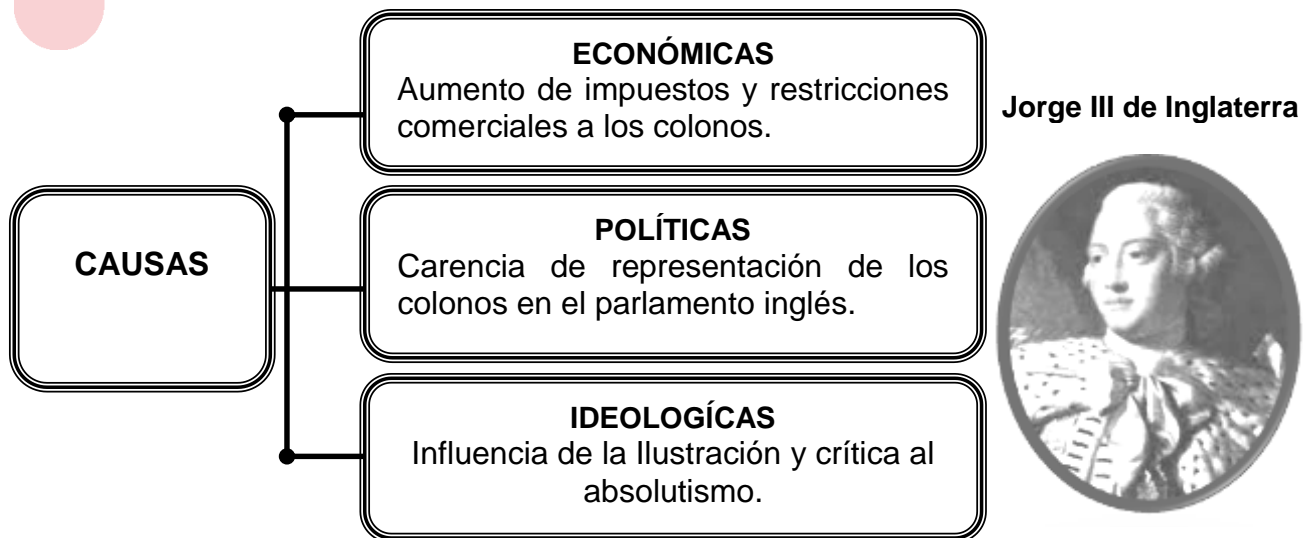 CAUSAS
ECONÓMICAS
Aumento de impuestos y restricciones
comerciales a los colonos.
POLÍTICAS
Carencia de representación de los
colonos en el parlamento inglés.
IDEOLOGÍCAS
Influencia de la Ilustración y crítica al
absolutismo.
Jorge III de Inglaterra